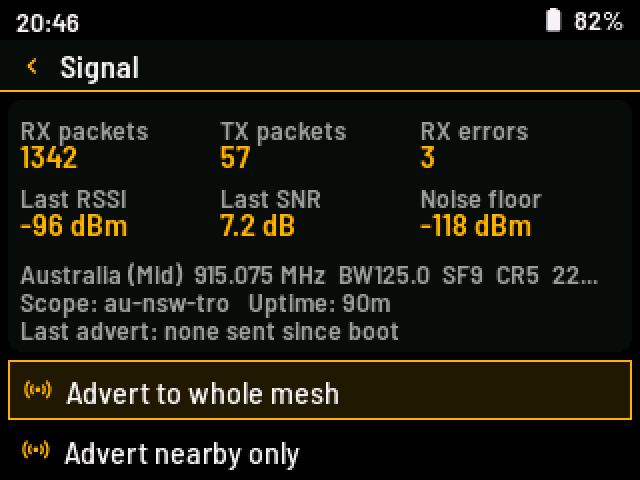 20:46 82%
Signal
RX packets TX packets RX errors
1342 57 3
Last RSSI Last SNR Noise floor
-96 dBm 7.2 dB -118 dBm
Australia (Mid) 915.075 MHz BW125.0 SF9 CR5 22...
Scope: au-nsw-tro Uptime: 90m
Last advert: none sent since boot
Advert to whole mesh
Advert nearby only